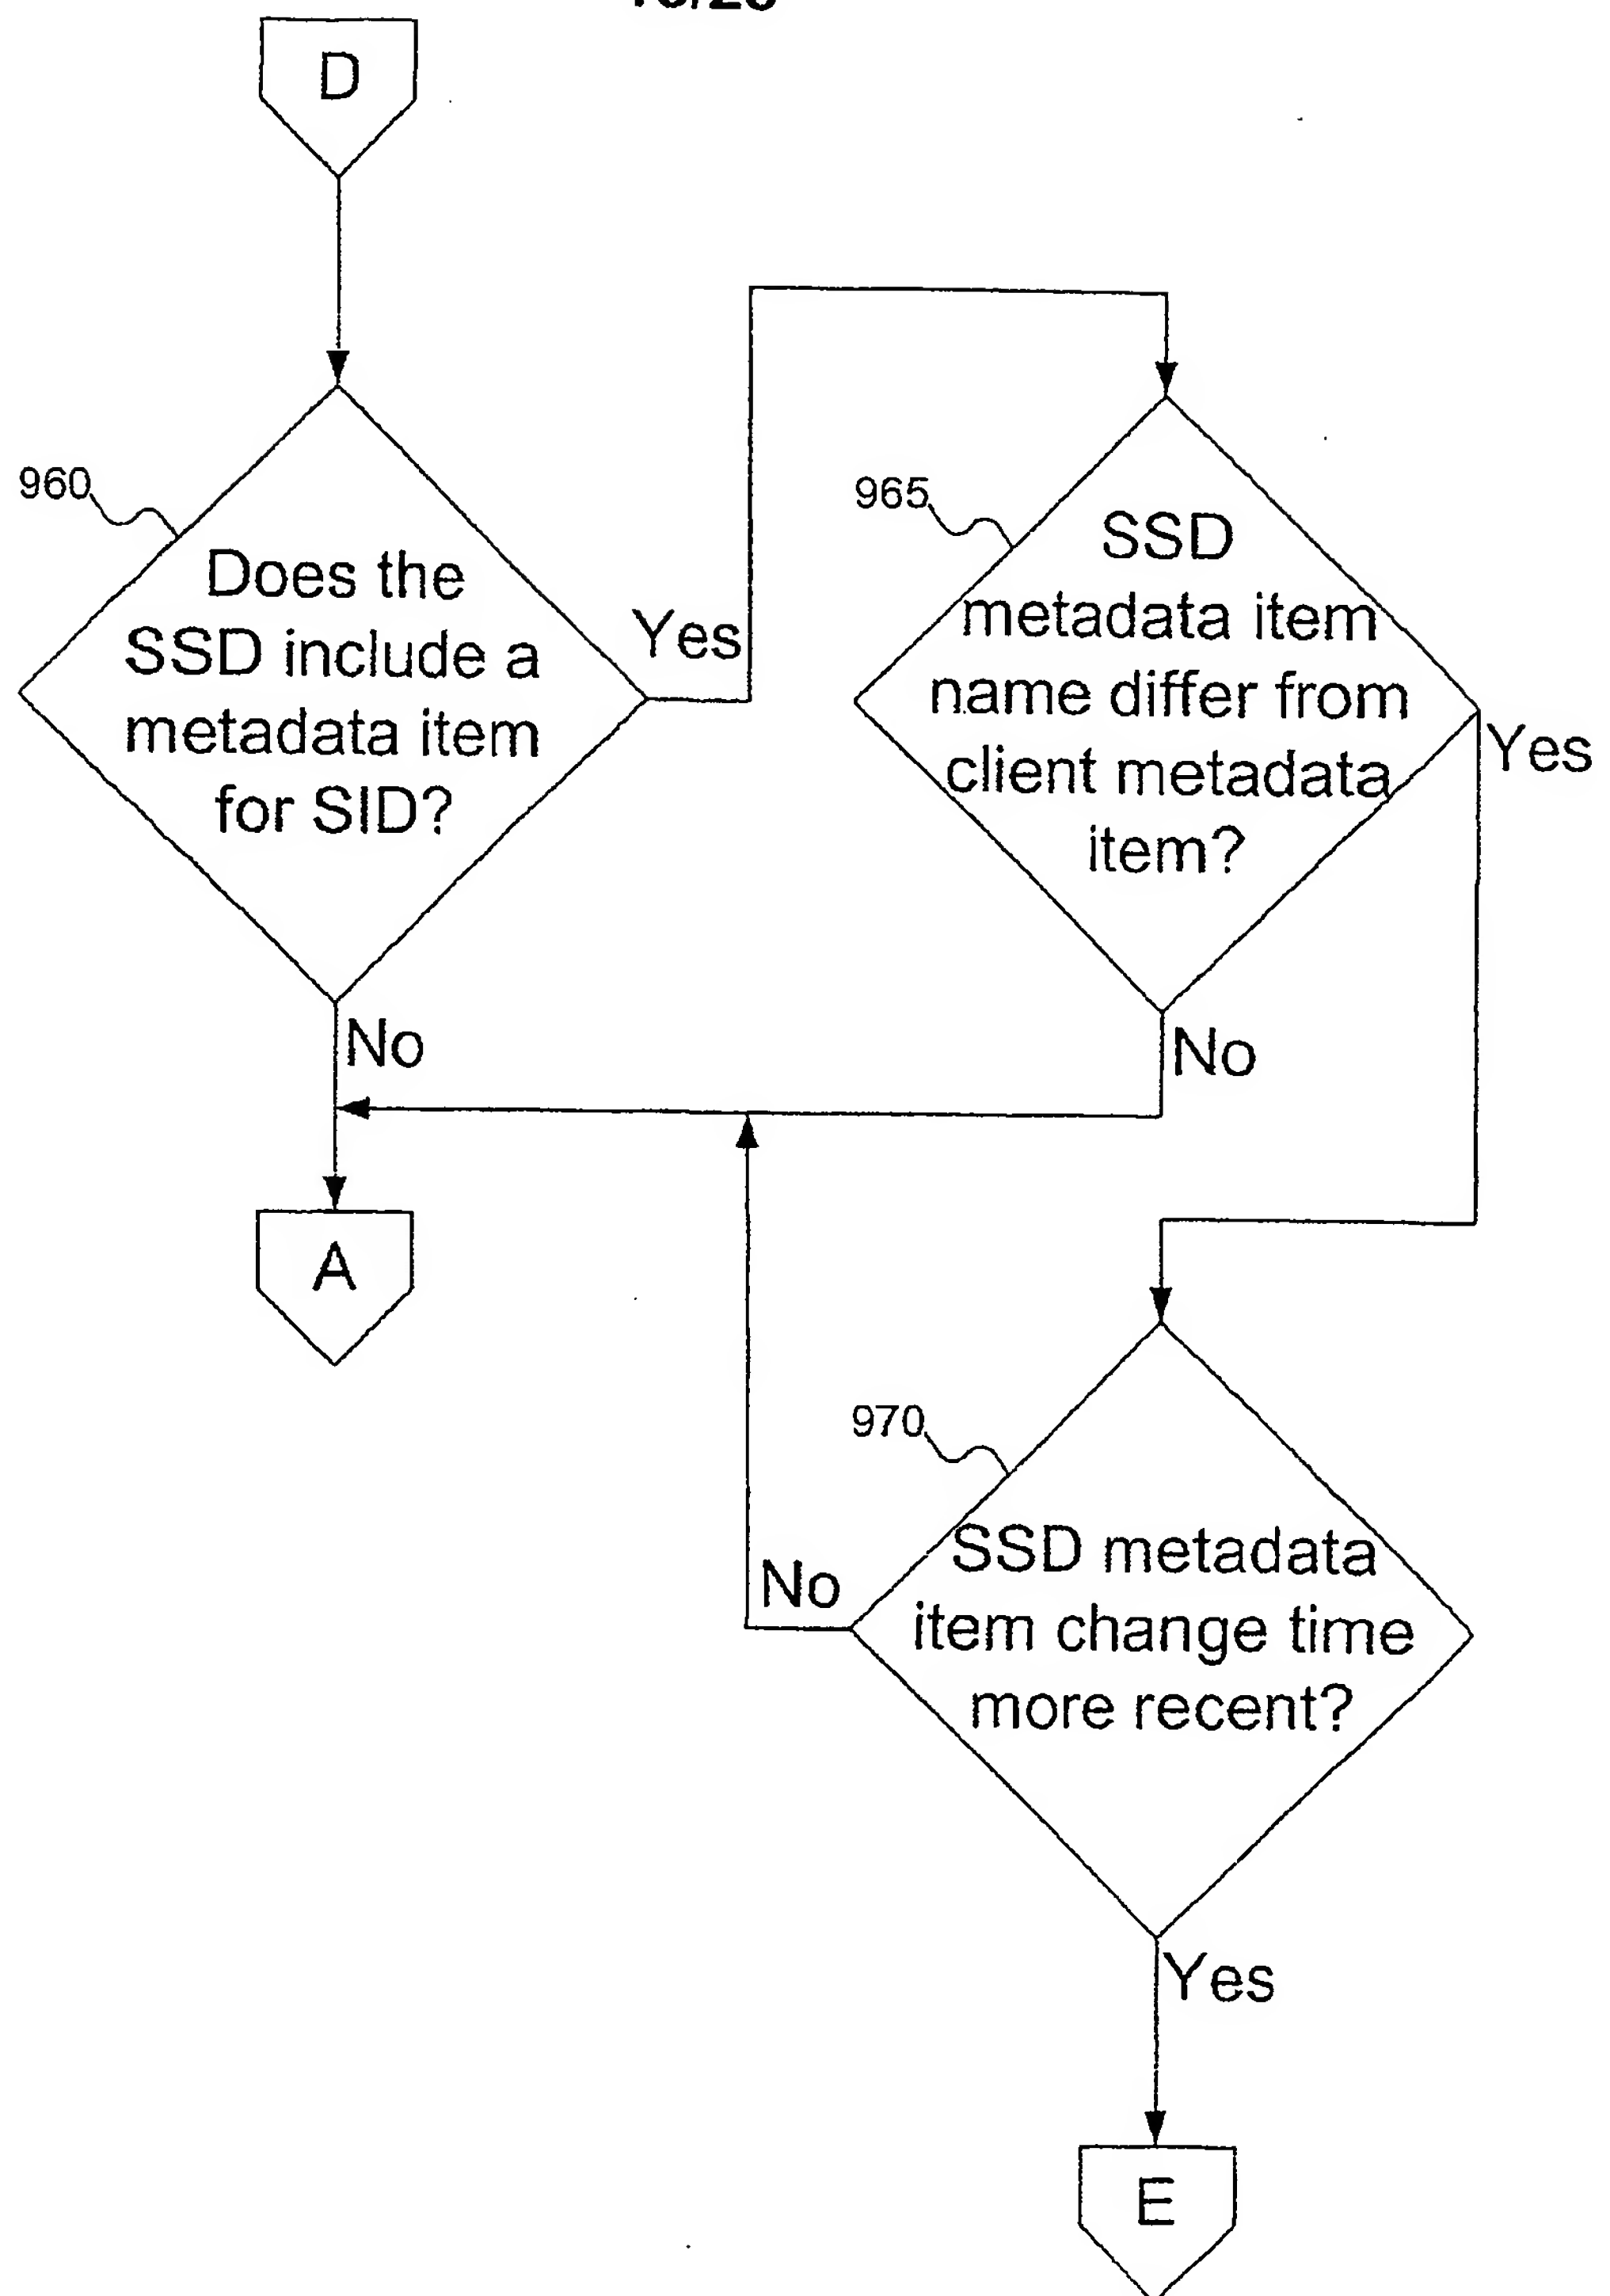 D
960
Does the
SSD include a
metadata item
for SID?
Yes
No
965
SSD
metadata item
name differ from
client metadata
item?
Yes
No
A
970
SSD metadata
item change time
more recent?
No
Yes
E